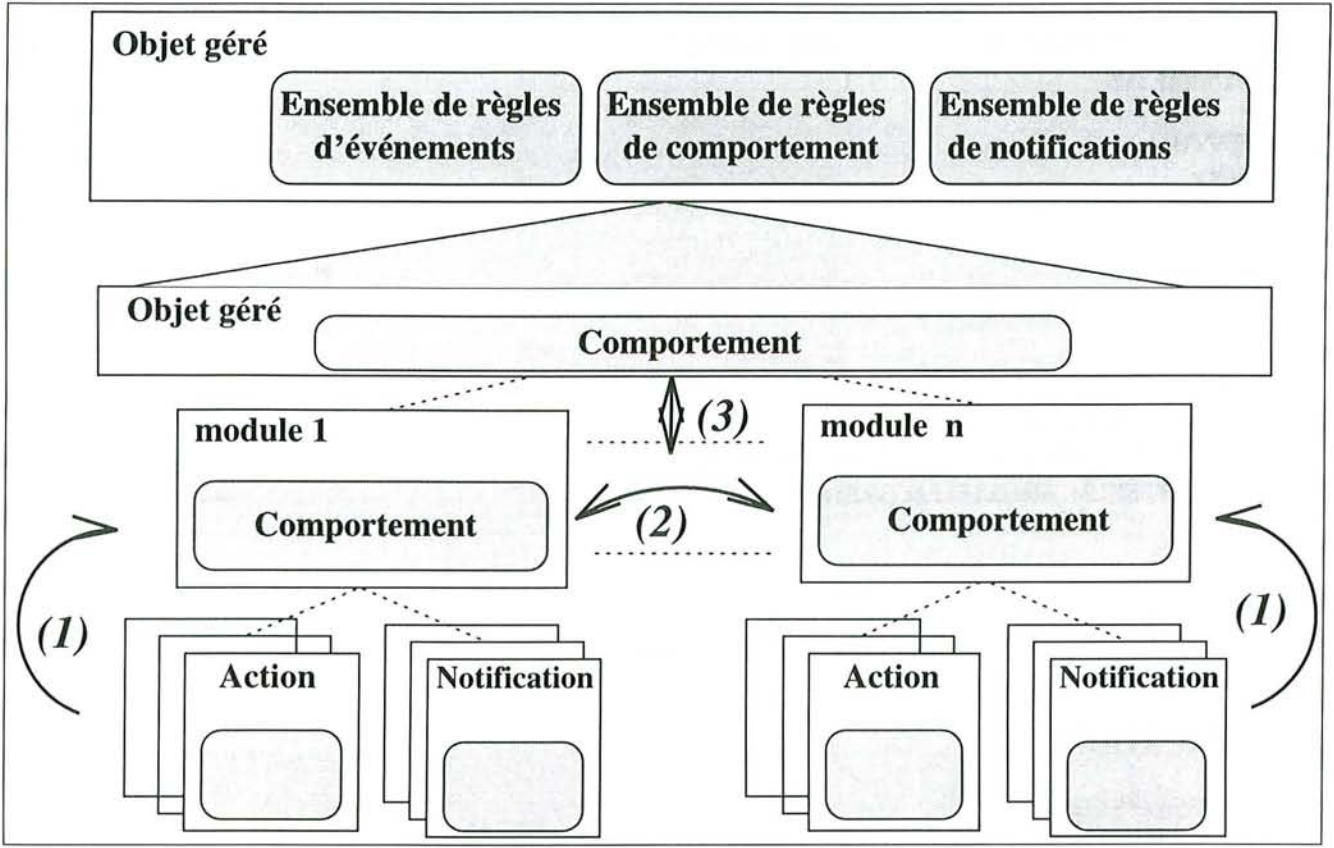 Objet géré
Ensemble de règles
d'événements
Ensemble de règles
de comportement
Ensemble de règles
de notifications
Objet géré
Comportement
(3)
module 1
module n
Comportement
(2)
Comportement
(1)
(1)
Action
Notification
Action
Notification